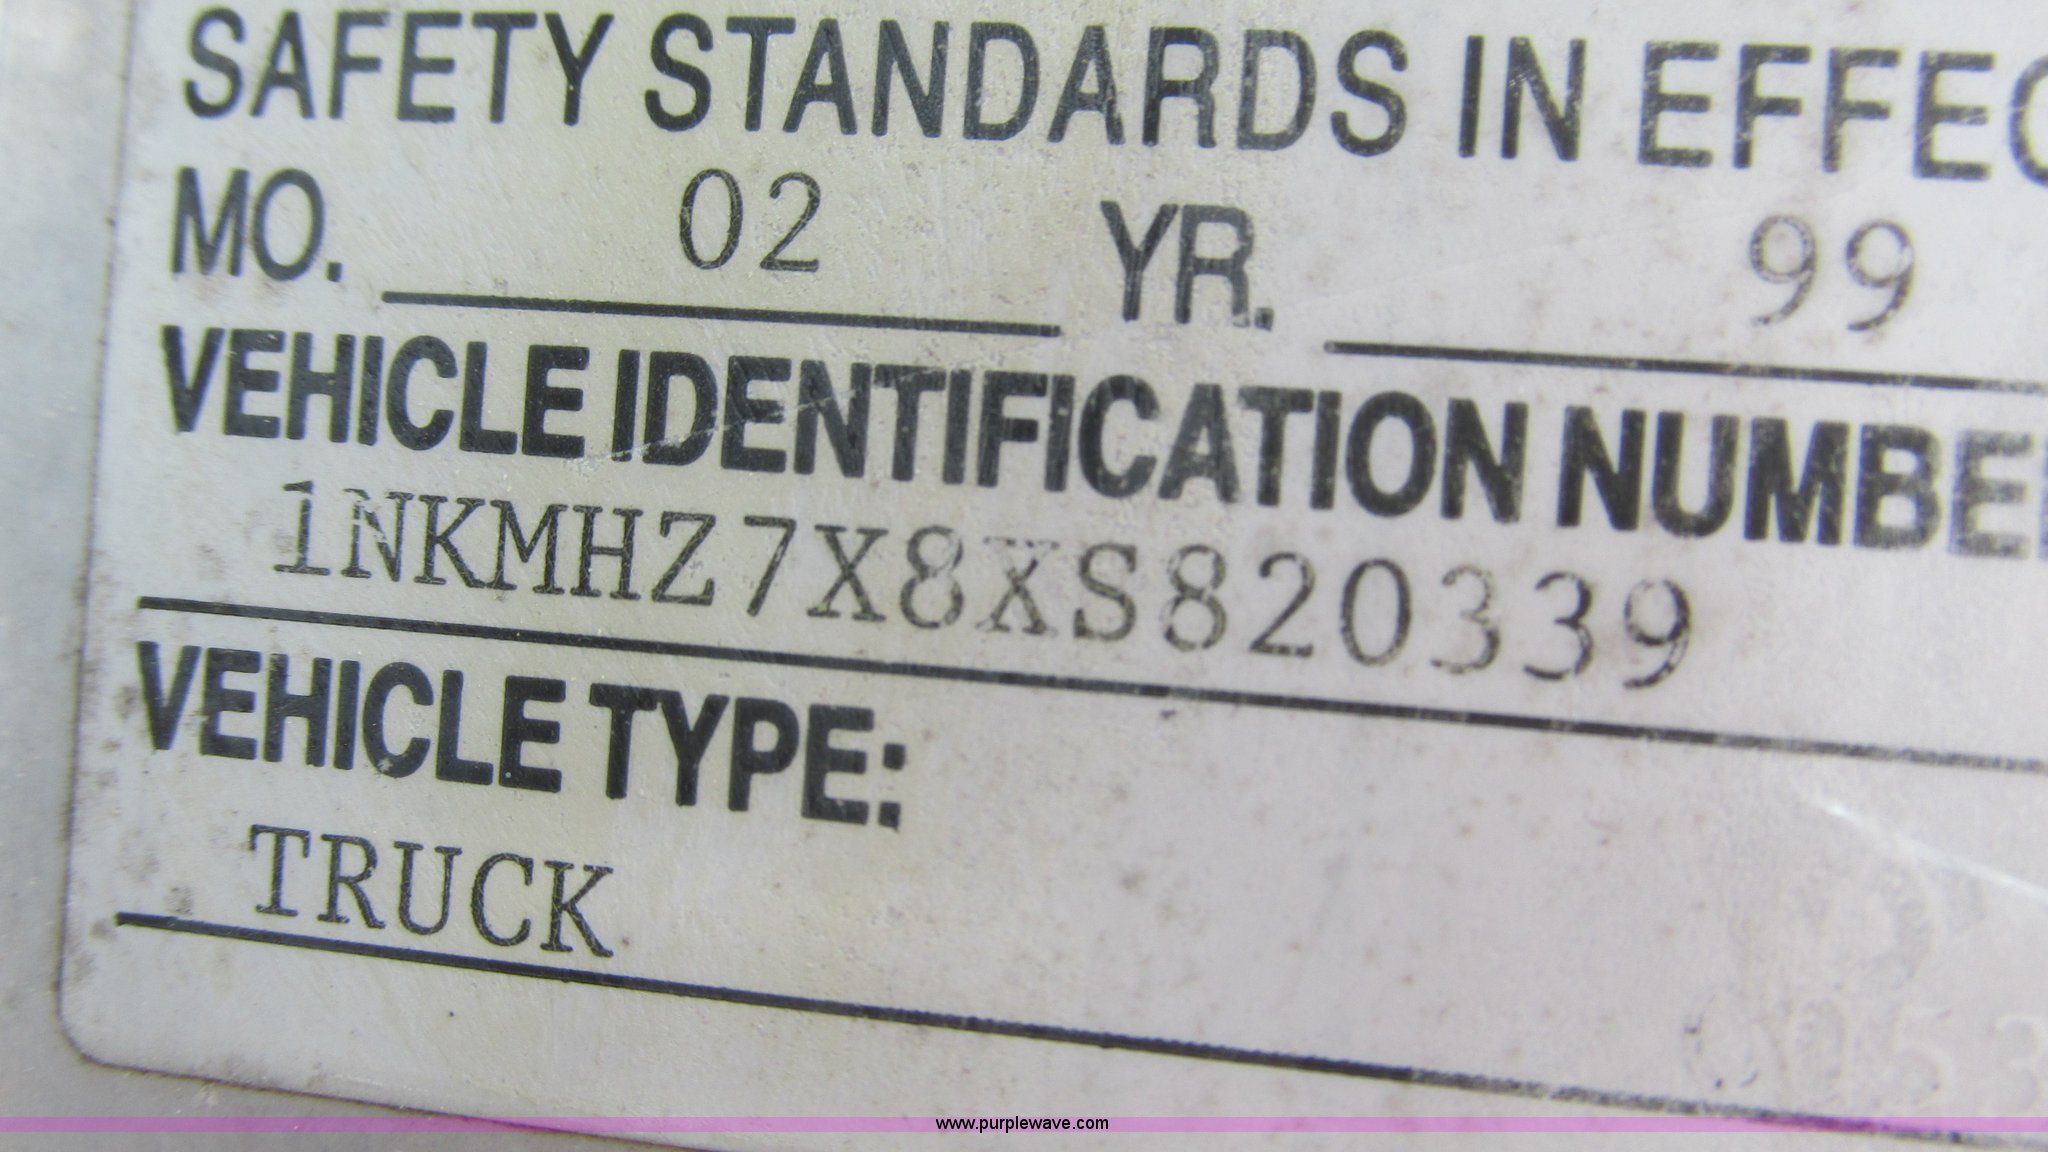 SAFETY STANDARDS IN EFFEC
MO. 02 YR. 99
VEHICLE IDENTIFICATION NUMBE
1NKMHZ7X8XS820339
VEHICLE TYPE:
TRUCK
www.purplewave.com